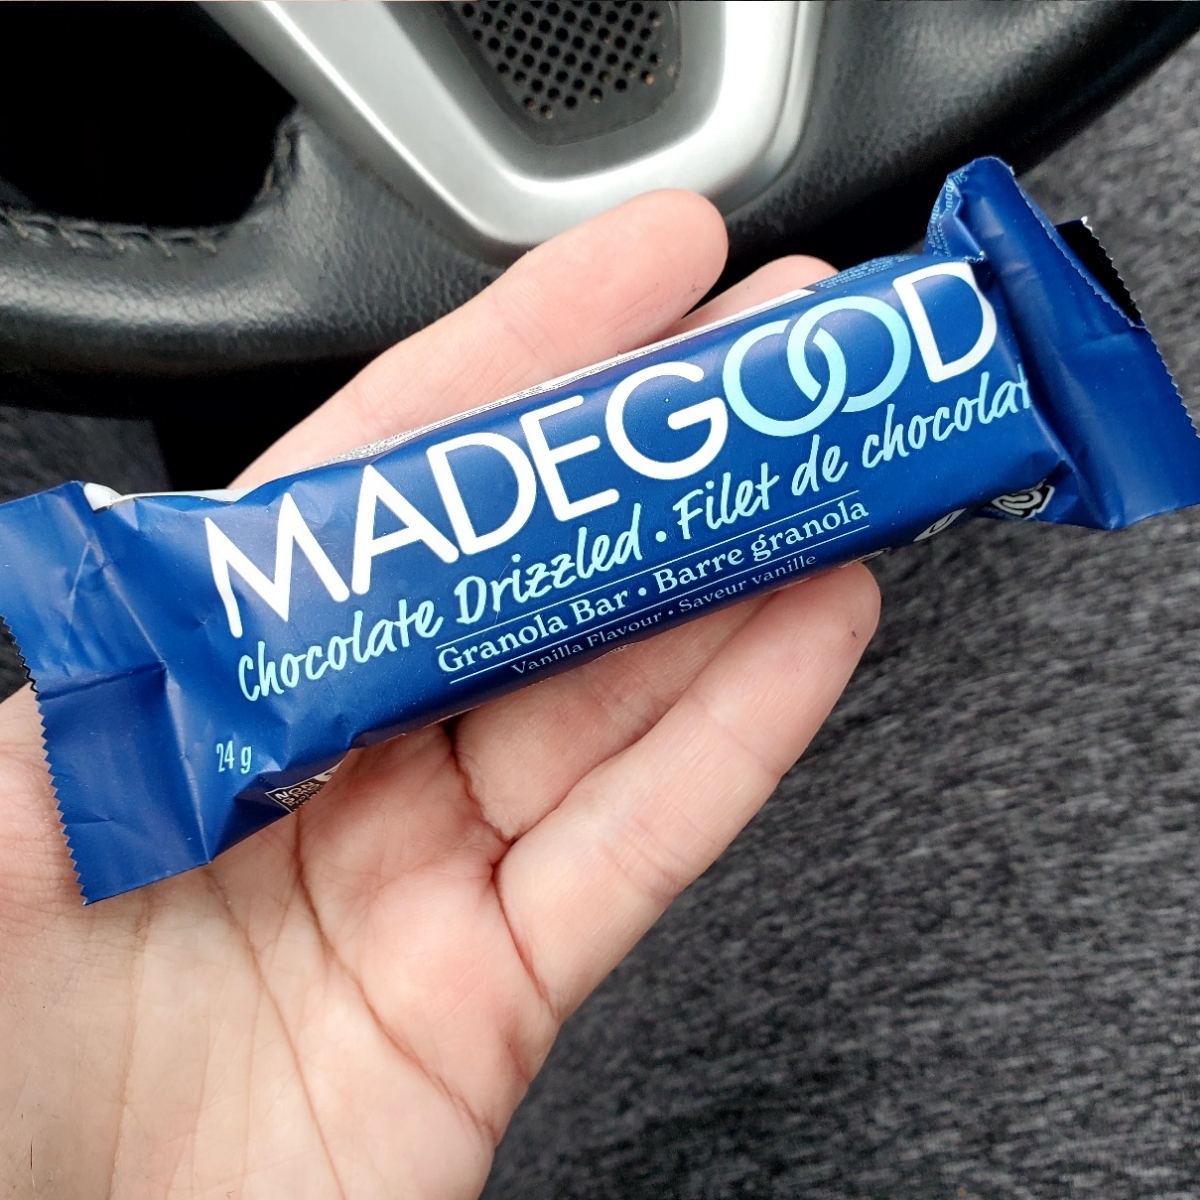 MADEGOOD
Chocolate Drizzled • Filet de chocolat
Granola Bar • Barre granola
Vanilla Flavour • Saveur vanille
24 g